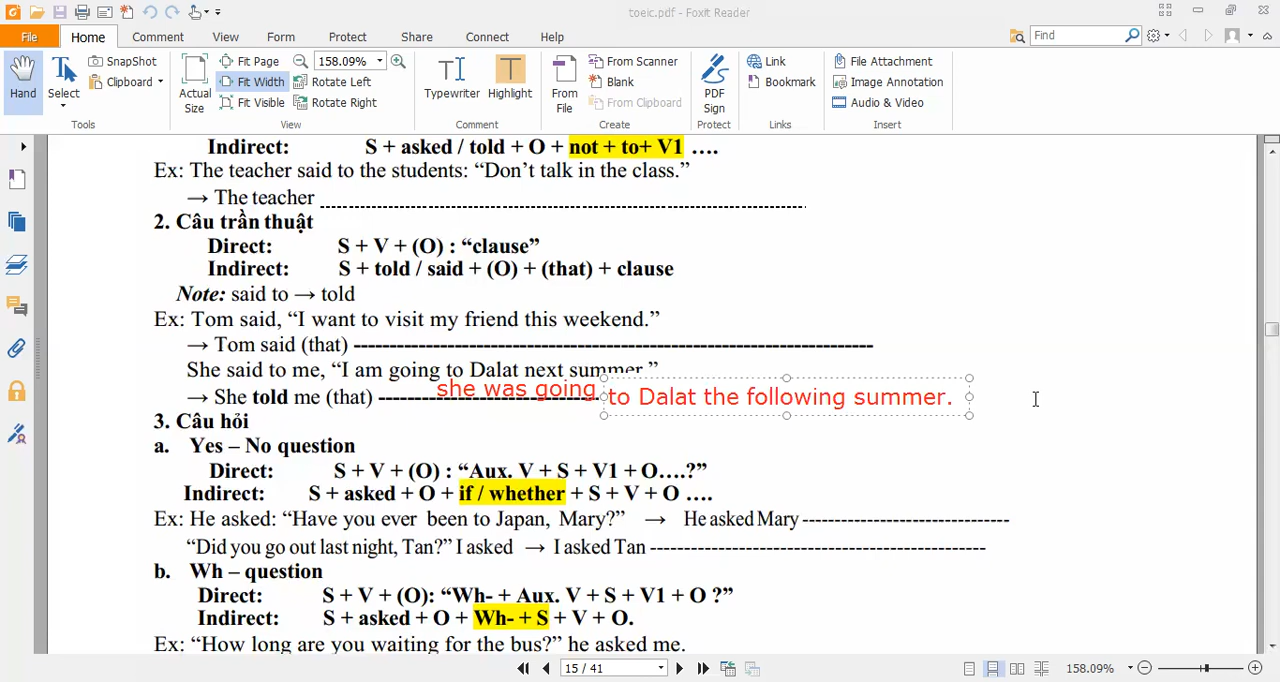 toeic.pdf - Foxit Reader
File Home Comment View Form Protect Share Connect Help Find
Hand Select SnapShot Clipboard Actual Size Fit Page Fit Width Fit Visible 158.09% Rotate Left Rotate Right Typewriter Highlight From File From Scanner Blank From Clipboard PDF Sign Link Bookmark File Attachment Image Annotation Audio & Video
Tools View Comment Create Protect Links Insert
Indirect: S + asked / told + O + not + to+ V1 ….
Ex: The teacher said to the students: “Don’t talk in the class.”
→ The teacher
2. Câu trần thuật
Direct: S + V + (O) : “clause”
Indirect: S + told / said + (O) + (that) + clause
Note: said to → told
Ex: Tom said, “I want to visit my friend this weekend.”
→ Tom said (that)
She said to me, “I am going to Dalat next summer.”
→ She told me (that) she was going to Dalat the following summer.
3. Câu hỏi
a. Yes – No question
Direct: S + V + (O) : “Aux. V + S + V1 + O….?”
Indirect: S + asked + O + if / whether + S + V + O ….
Ex: He asked: “Have you ever been to Japan, Mary?” → He asked Mary
“Did you go out last night, Tan?” I asked → I asked Tan
b. Wh – question
Direct: S + V + (O): “Wh- + Aux. V + S + V1 + O ?”
Indirect: S + asked + O + Wh- + S + V + O.
Ex: “How long are you waiting for the bus?” he asked me.
15 / 41 158.09%